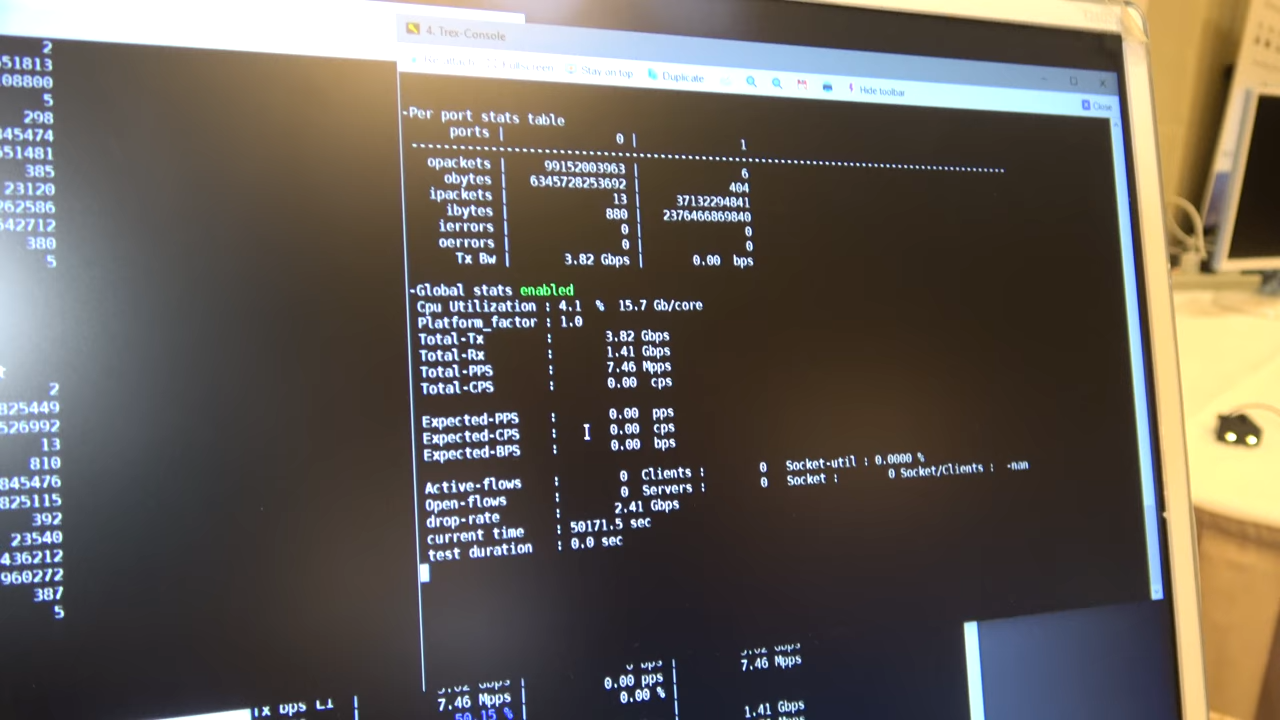 4. Trex-Console
Stay on top Duplicate Hide toolbar
Close
-Per port stats table
ports | 0 | 1
opackets | 99152003963 | 6
obytes | 6345728253692 | 404
ipackets | 13 | 37132294841
ibytes | 880 | 2376466869840
ierrors | 0 | 0
oerrors | 0 | 0
Tx Bw | 3.82 Gbps | 0.00 bps
-Global stats enabled
Cpu Utilization : 4.1 % 15.7 Gb/core
Platform_factor : 1.0
Total-Tx : 3.82 Gbps
Total-Rx : 1.41 Gbps
Total-PPS : 7.46 Mpps
Total-CPS : 0.00 cps
Expected-PPS : 0.00 pps
Expected-CPS : 0.00 cps
Expected-BPS : 0.00 bps
Active-flows : 0 Clients : 0 Socket-util : 0.0000 %
Open-flows : 0 Servers : 0 Socket : 0 Socket/Clients : -nan
drop-rate : 2.41 Gbps
current time : 50171.5 sec
test duration : 0.0 sec
2
51813
08800
5
298
845474
651481
385
23120
262586
542712
380
5
2
825449
526992
13
810
845476
825115
392
23540
436212
960272
387
5
7.46 Mpps
0.00 pps
7.46 Mpps | 0.00 % |
Tx bps L1 | 50.15 % 1.41 Gbps